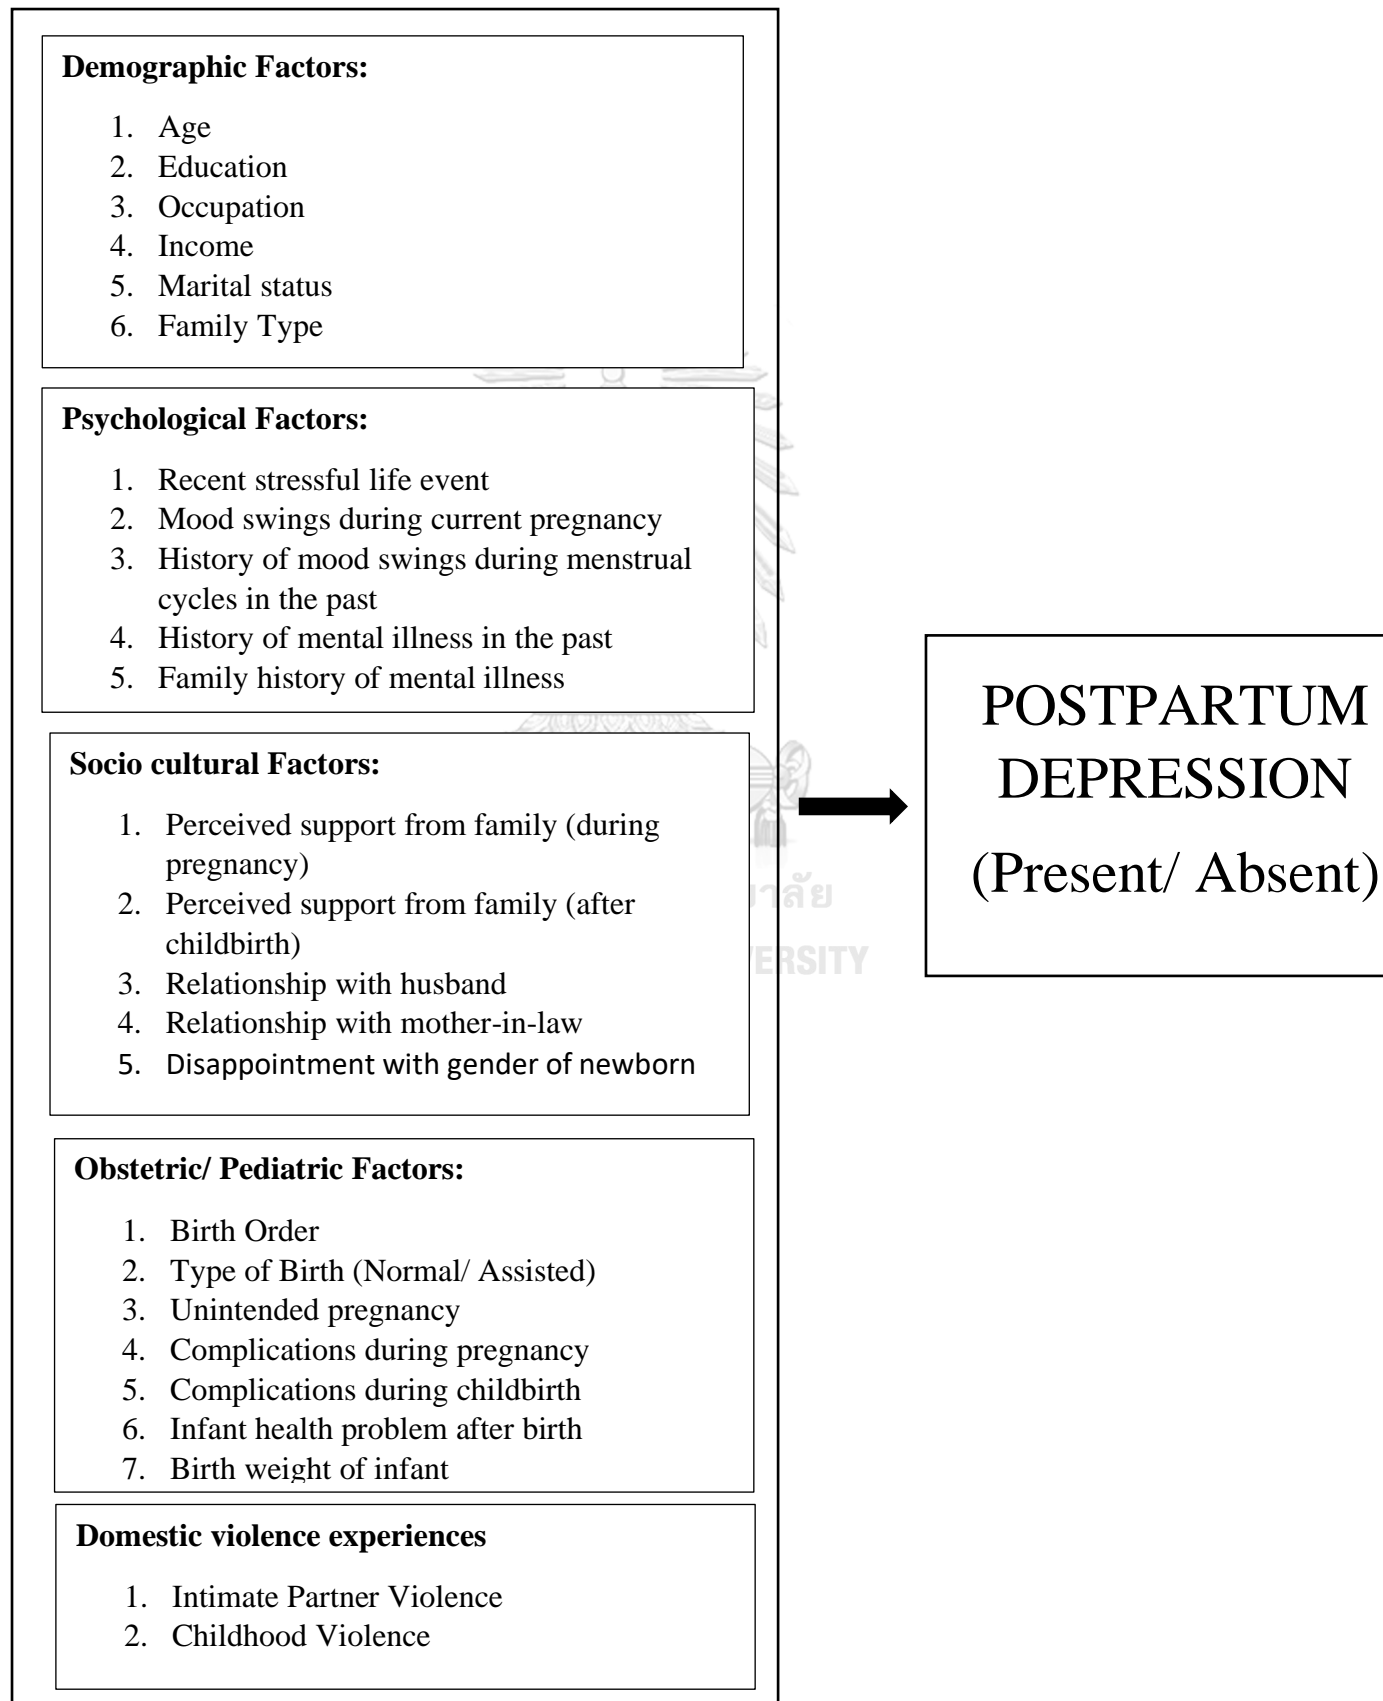 Demographic Factors:
1. Age
2. Education
3. Occupation
4. Income
5. Marital status
6. Family Type
Psychological Factors:
1. Recent stressful life event
2. Mood swings during current pregnancy
3. History of mood swings during menstrual
cycles in the past
4. History of mental illness in the past
5. Family history of mental illness
Socio cultural Factors:
1. Perceived support from family (during
pregnancy)
2. Perceived support from family (after
childbirth)
3. Relationship with husband
4. Relationship with mother-in-law
5. Disappointment with gender of newborn
Obstetric/ Pediatric Factors:
1. Birth Order
2. Type of Birth (Normal/ Assisted)
3. Unintended pregnancy
4. Complications during pregnancy
5. Complications during childbirth
6. Infant health problem after birth
7. Birth weight of infant
Domestic violence experiences
1. Intimate Partner Violence
2. Childhood Violence
POSTPARTUM
DEPRESSION
(Present/ Absent)